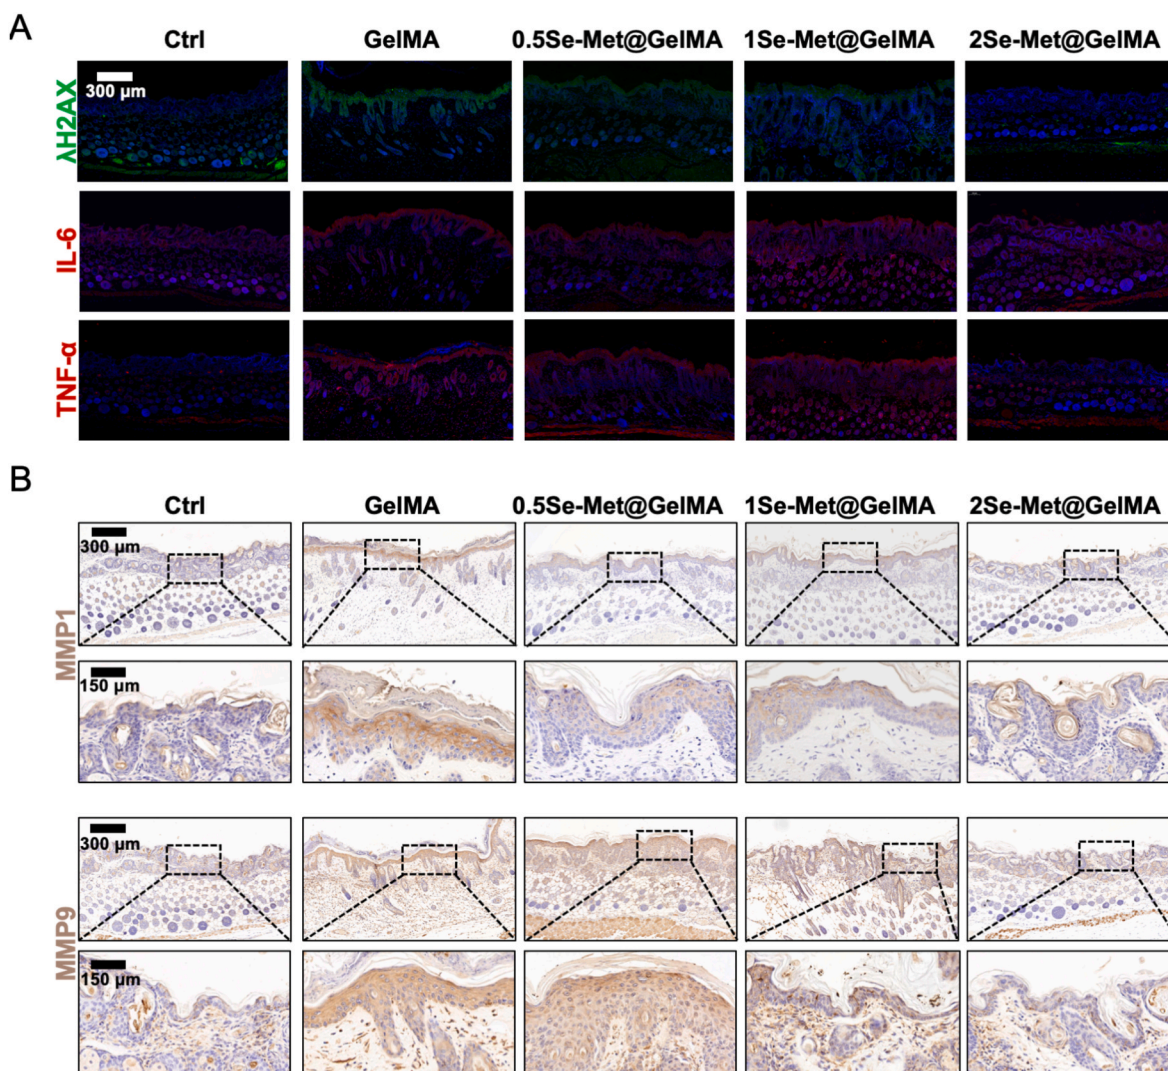 A
Ctrl GelMA 0.5Se-Met@GelMA 1Se-Met@GelMA 2Se-Met@GelMA
λH2AX
300 µm
IL-6
TNF-α
B
Ctrl GelMA 0.5Se-Met@GelMA 1Se-Met@GelMA 2Se-Met@GelMA
MMP1
300 µm
150 µm
MMP9
300 µm
150 µm